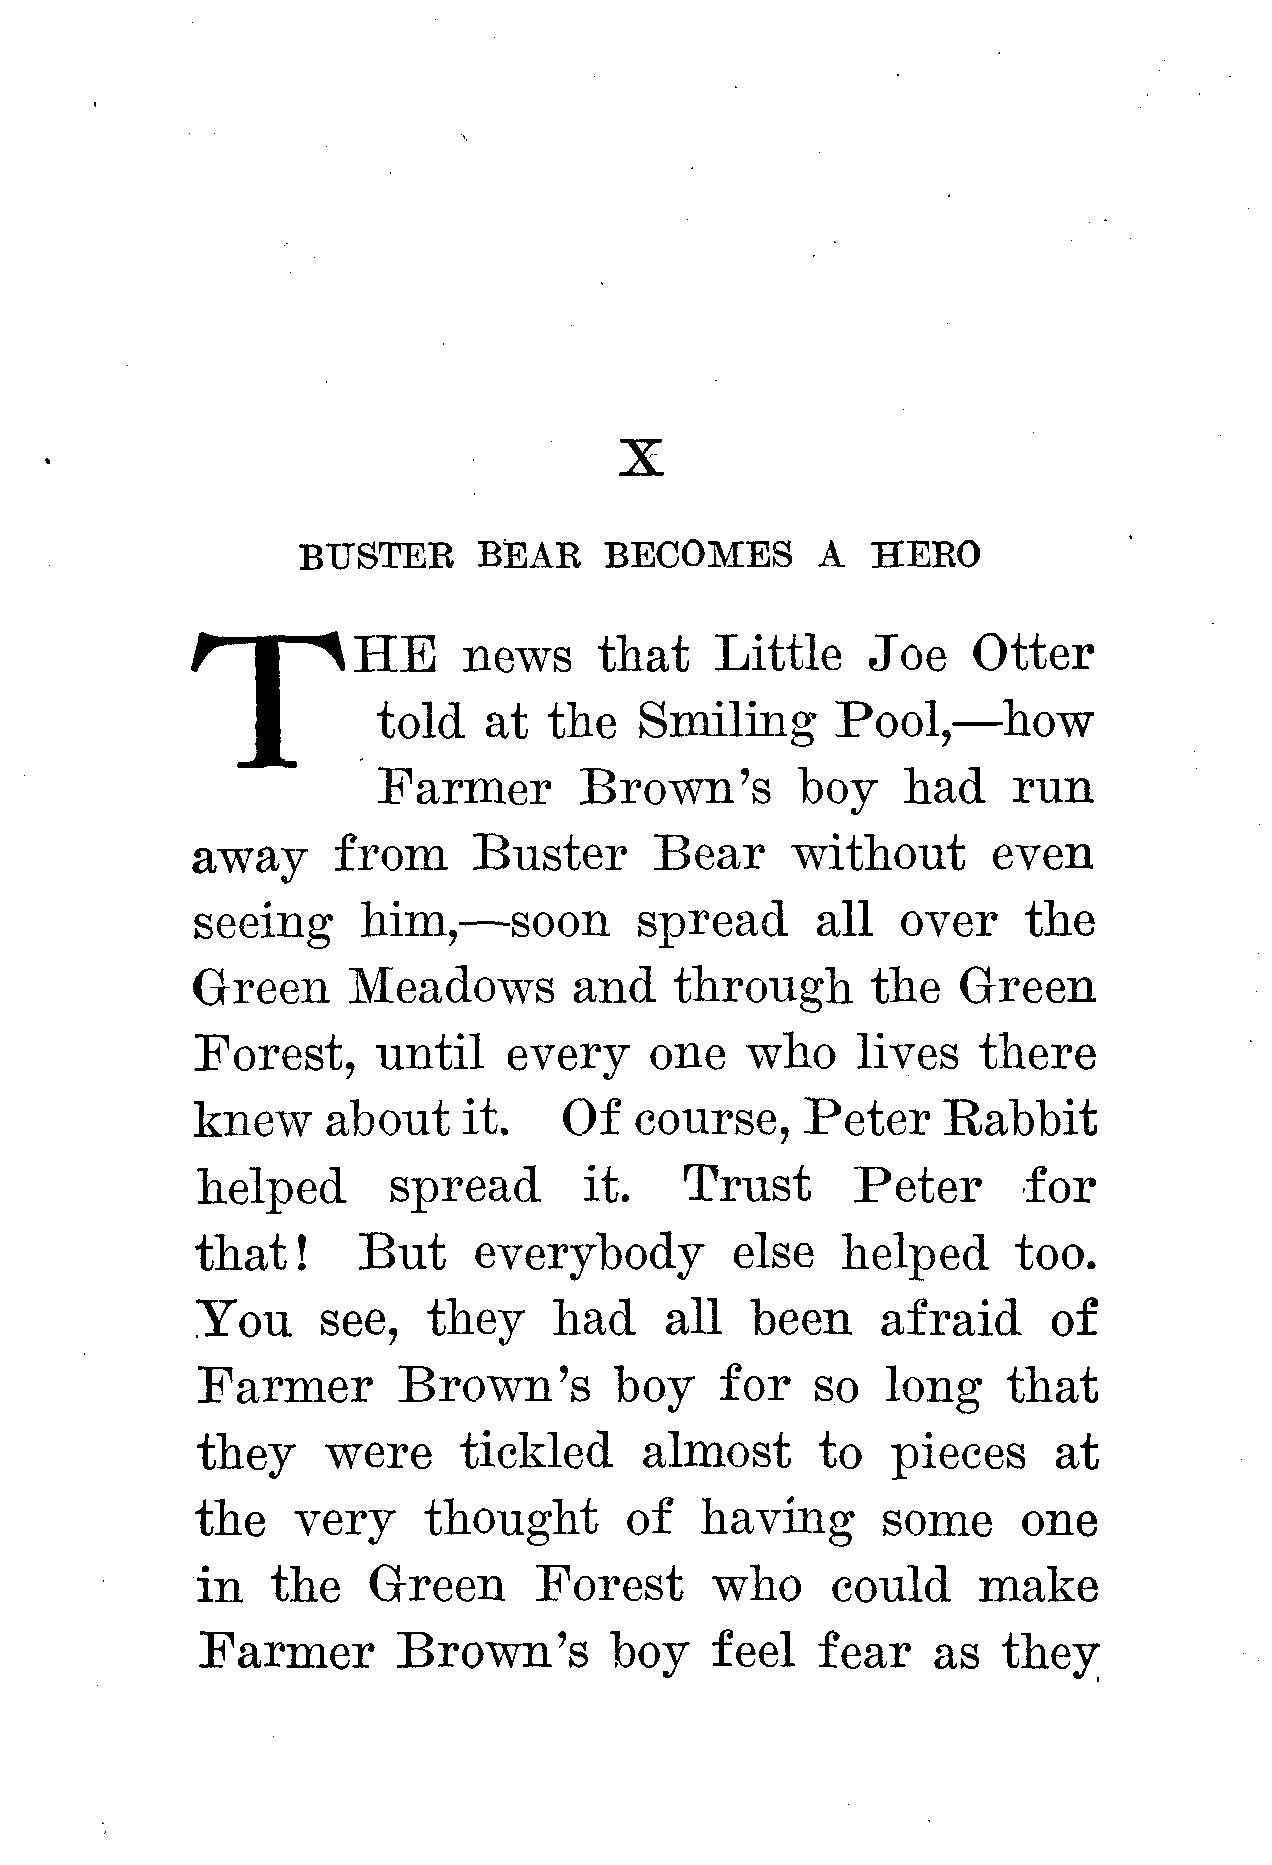 X
BUSTER BEAR BECOMES A HERO
THE news that Little Joe Otter
told at the Smiling Pool,—how
Farmer Brown's boy had run
away from Buster Bear without even
seeing him,—soon spread all over the
Green Meadows and through the Green
Forest, until every one who lives there
knew about it. Of course, Peter Rabbit
helped spread it. Trust Peter for
that! But everybody else helped too.
You see, they had all been afraid of
Farmer Brown's boy for so long that
they were tickled almost to pieces at
the very thought of having some one
in the Green Forest who could make
Farmer Brown's boy feel fear as they